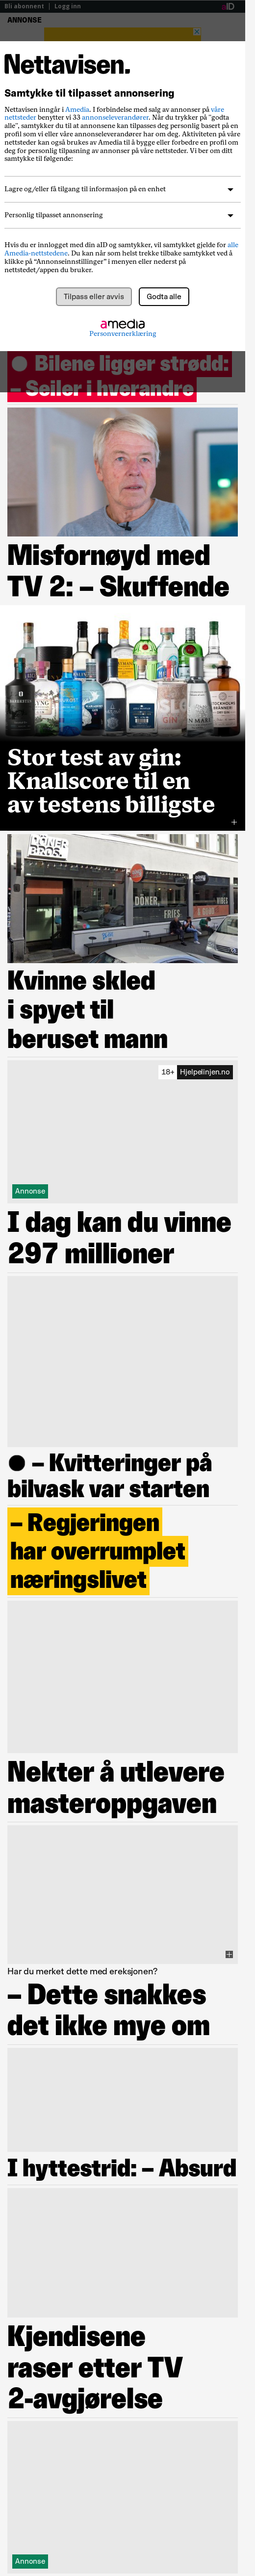 Bli abonnent | Logg inn
ANNONSE
Nettavisen.
Samtykke til tilpasset annonsering
Nettavisen inngår i Amedia. I forbindelse med salg av annonser på våre
nettsteder benytter vi 33 annonseleverandører. Når du trykker på "godta
alle", samtykker du til at annonsene kan tilpasses deg personlig basert på en
profil som vi eller våre annonseleverandører har om deg. Aktiviteten på våre
nettsteder kan også brukes av Amedia til å bygge eller forbedre en profil om
deg for personlig tilpasning av annonser på våre nettsteder. Vi ber om ditt
samtykke til følgende:
Lagre og/eller få tilgang til informasjon på en enhet
Personlig tilpasset annonsering
Hvis du er innlogget med din aID og samtykker, vil samtykket gjelde for alle
Amedia-nettstedene. Du kan når som helst trekke tilbake samtykket ved å
klikke på “Annonseinnstillinger” i menyen eller nederst på
nettstedet/appen du bruker.
Tilpass eller avvis
Godta alle
amedia
Personvernerklæring
Bilene ligger strødd:
– Seiler i hverandre
Misfornøyd med
TV 2: – Skuffende
Stor test av gin:
Knallscore til en
av testens billigste
DÖNER
BROS
DÖNER
FRIES
VIBES
Kvinne skled
i spyet til
beruset mann
18+ Hjelpelinjen.no
Annonse
I dag kan du vinne
297 millioner
– Kvitteringer på
bilvask var starten
– Regjeringen
har overrumplet
næringslivet
Nekter å utlevere
masteroppgaven
Har du merket dette med ereksjonen?
– Dette snakkes
det ikke mye om
I hyttestrid: – Absurd
Kjendisene
raser etter TV
2-avgjørelse
Annonse